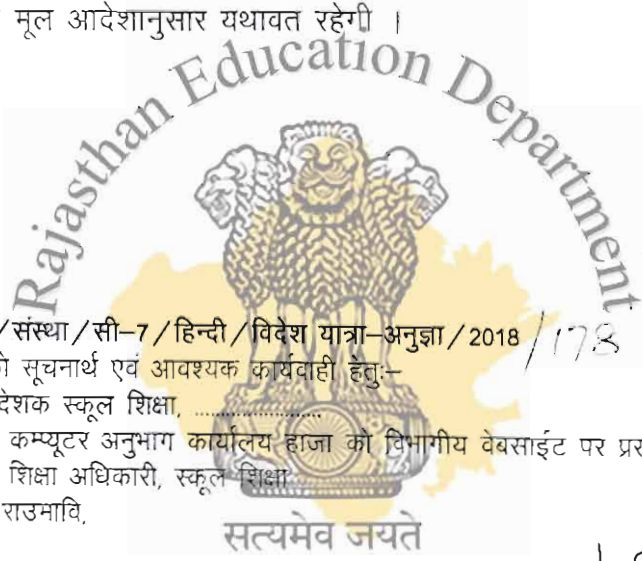 मूल आदेशानुसार यथावत रहेगी ।
Rajasthan Education Department
/संस्था/सी–7/हिन्दी/विदेश यात्रा–अनुज्ञा/2018/178
सूचनार्थ एवं आवश्यक कार्यवाही हेतुः–
स्कूल शिक्षा, .....................
कम्प्यूटर अनुभाग कार्यालय हाजा को विभागीय वेबसाईट पर
शिक्षा अधिकारी, स्कूल शिक्षा
राउमावि,
सत्यमेव जयते